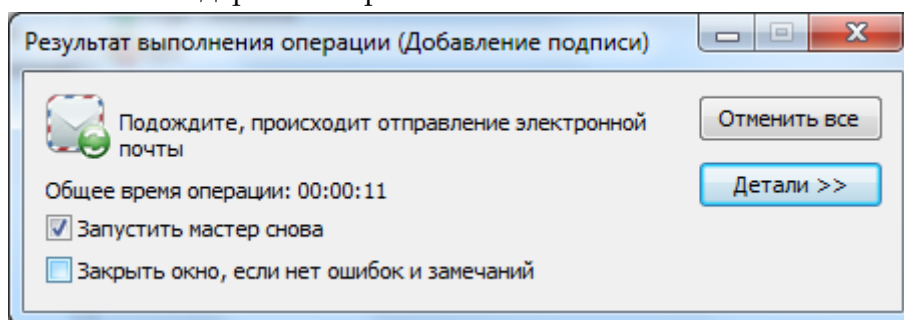 Результат выполнения операции (Добавление подписи)
Подождите, происходит отправление электронной
почты
Отменить все
Общее время операции: 00:00:11
Детали >>
Запустить мастер снова
Закрыть окно, если нет ошибок и замечаний